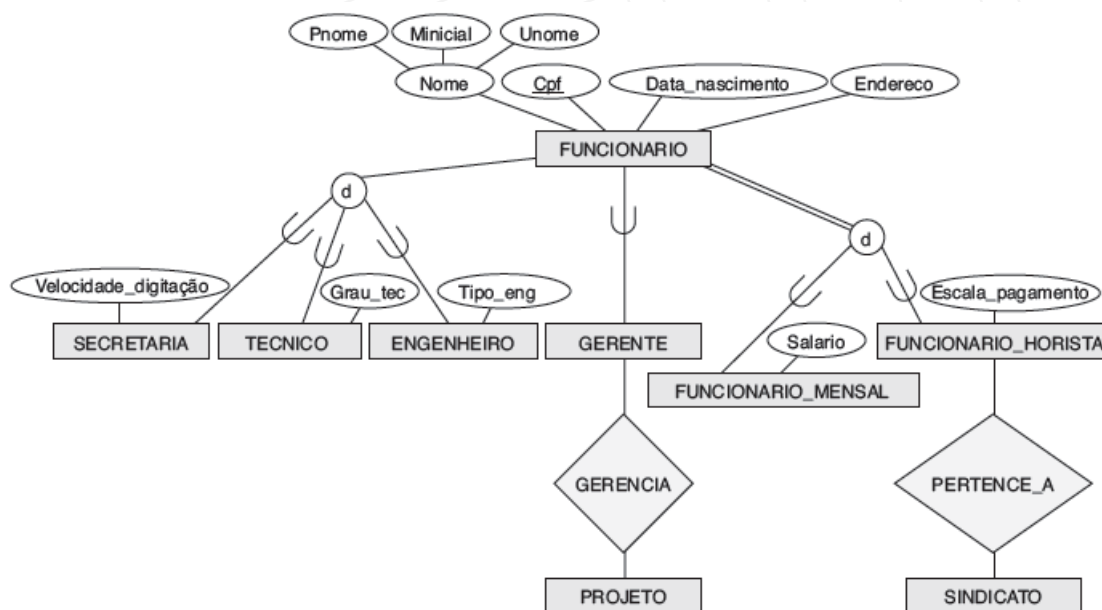 Pnome Minicial Unome
Nome Cpf Data_nascimento Endereco
FUNCIONARIO
d
d
Velocidade_digitação Grau_tec Tipo_eng Escala_pagamento
SECRETARIA TECNICO ENGENHEIRO GERENTE Salario FUNCIONARIO_HORISTA
FUNCIONARIO_MENSAL
GERENCIA PERTENCE_A
PROJETO SINDICATO